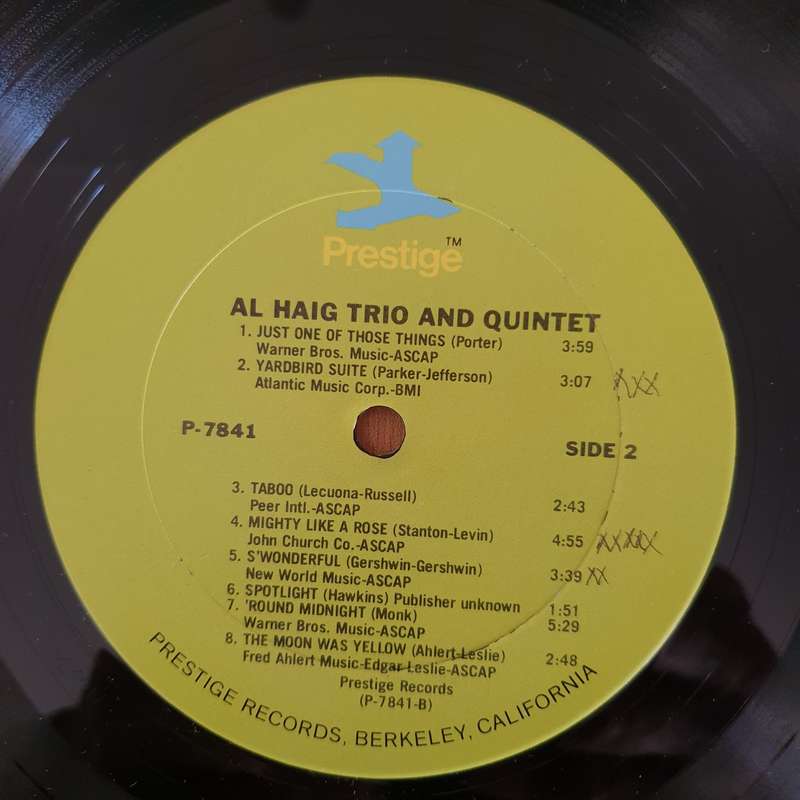 Prestige TM
AL HAIG TRIO AND QUINTET
1. JUST ONE OF THOSE THINGS (Porter) 3:59
Warner Bros. Music-ASCAP
2. YARDBIRD SUITE (Parker-Jefferson) 3:07 xxx
Atlantic Music Corp.-BMI
P-7841 SIDE 2
3. TABOO (Lecuona-Russell)
Peer Intl.-ASCAP 2:43
4. MIGHTY LIKE A ROSE (Stanton-Levin)
John Church Co.-ASCAP 4:55 xxxx
5. S'WONDERFUL (Gershwin-Gershwin)
New World Music-ASCAP 3:39 xx
6. SPOTLIGHT (Hawkins) Publisher unknown 1:51
7. 'ROUND MIDNIGHT (Monk) 5:29
Warner Bros. Music-ASCAP
8. THE MOON WAS YELLOW (Ahlert-Leslie) 2:48
Fred Ahlert Music-Edgar Leslie-ASCAP
Prestige Records
(P-7841-B)
PRESTIGE RECORDS, BERKELEY, CALIFORNIA